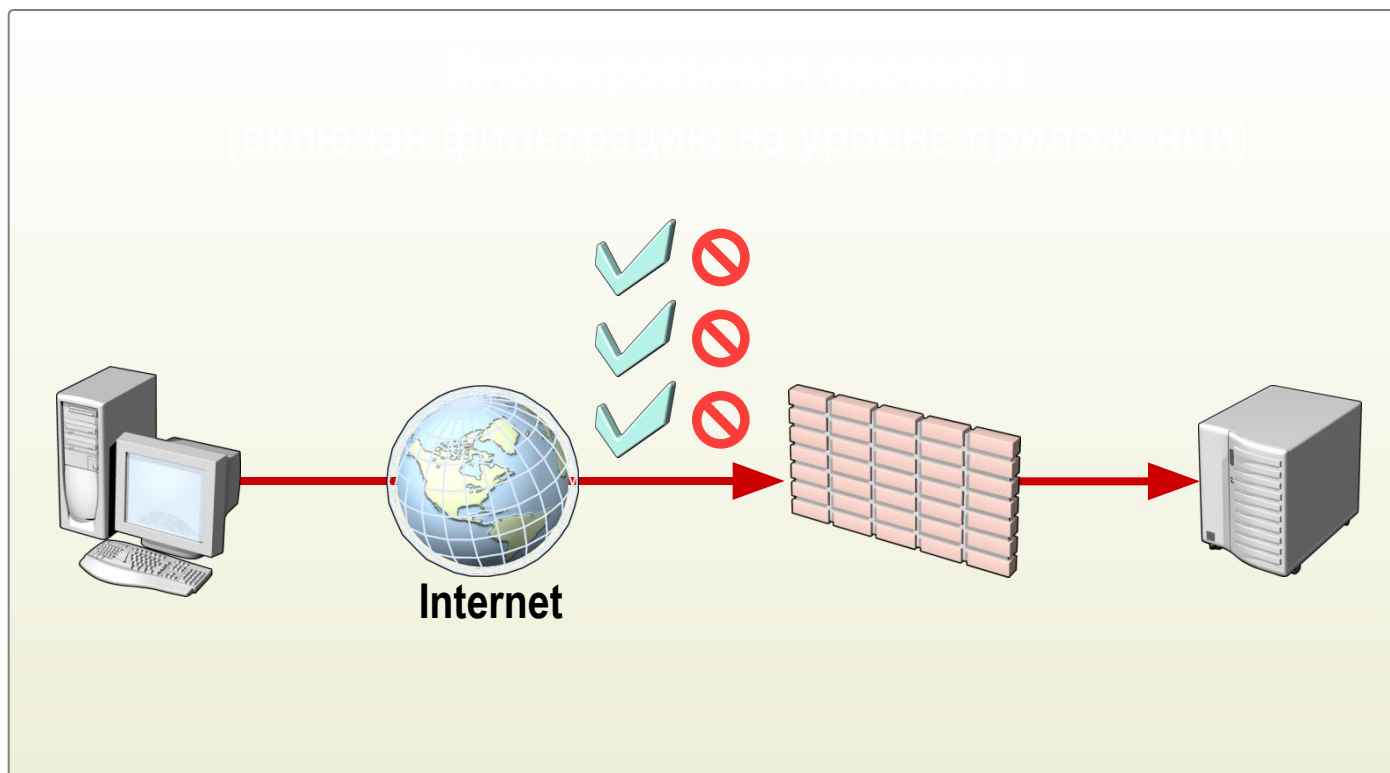 Многоуровневая проверка
(включая фильтрацию на уровне приложений)
Internet